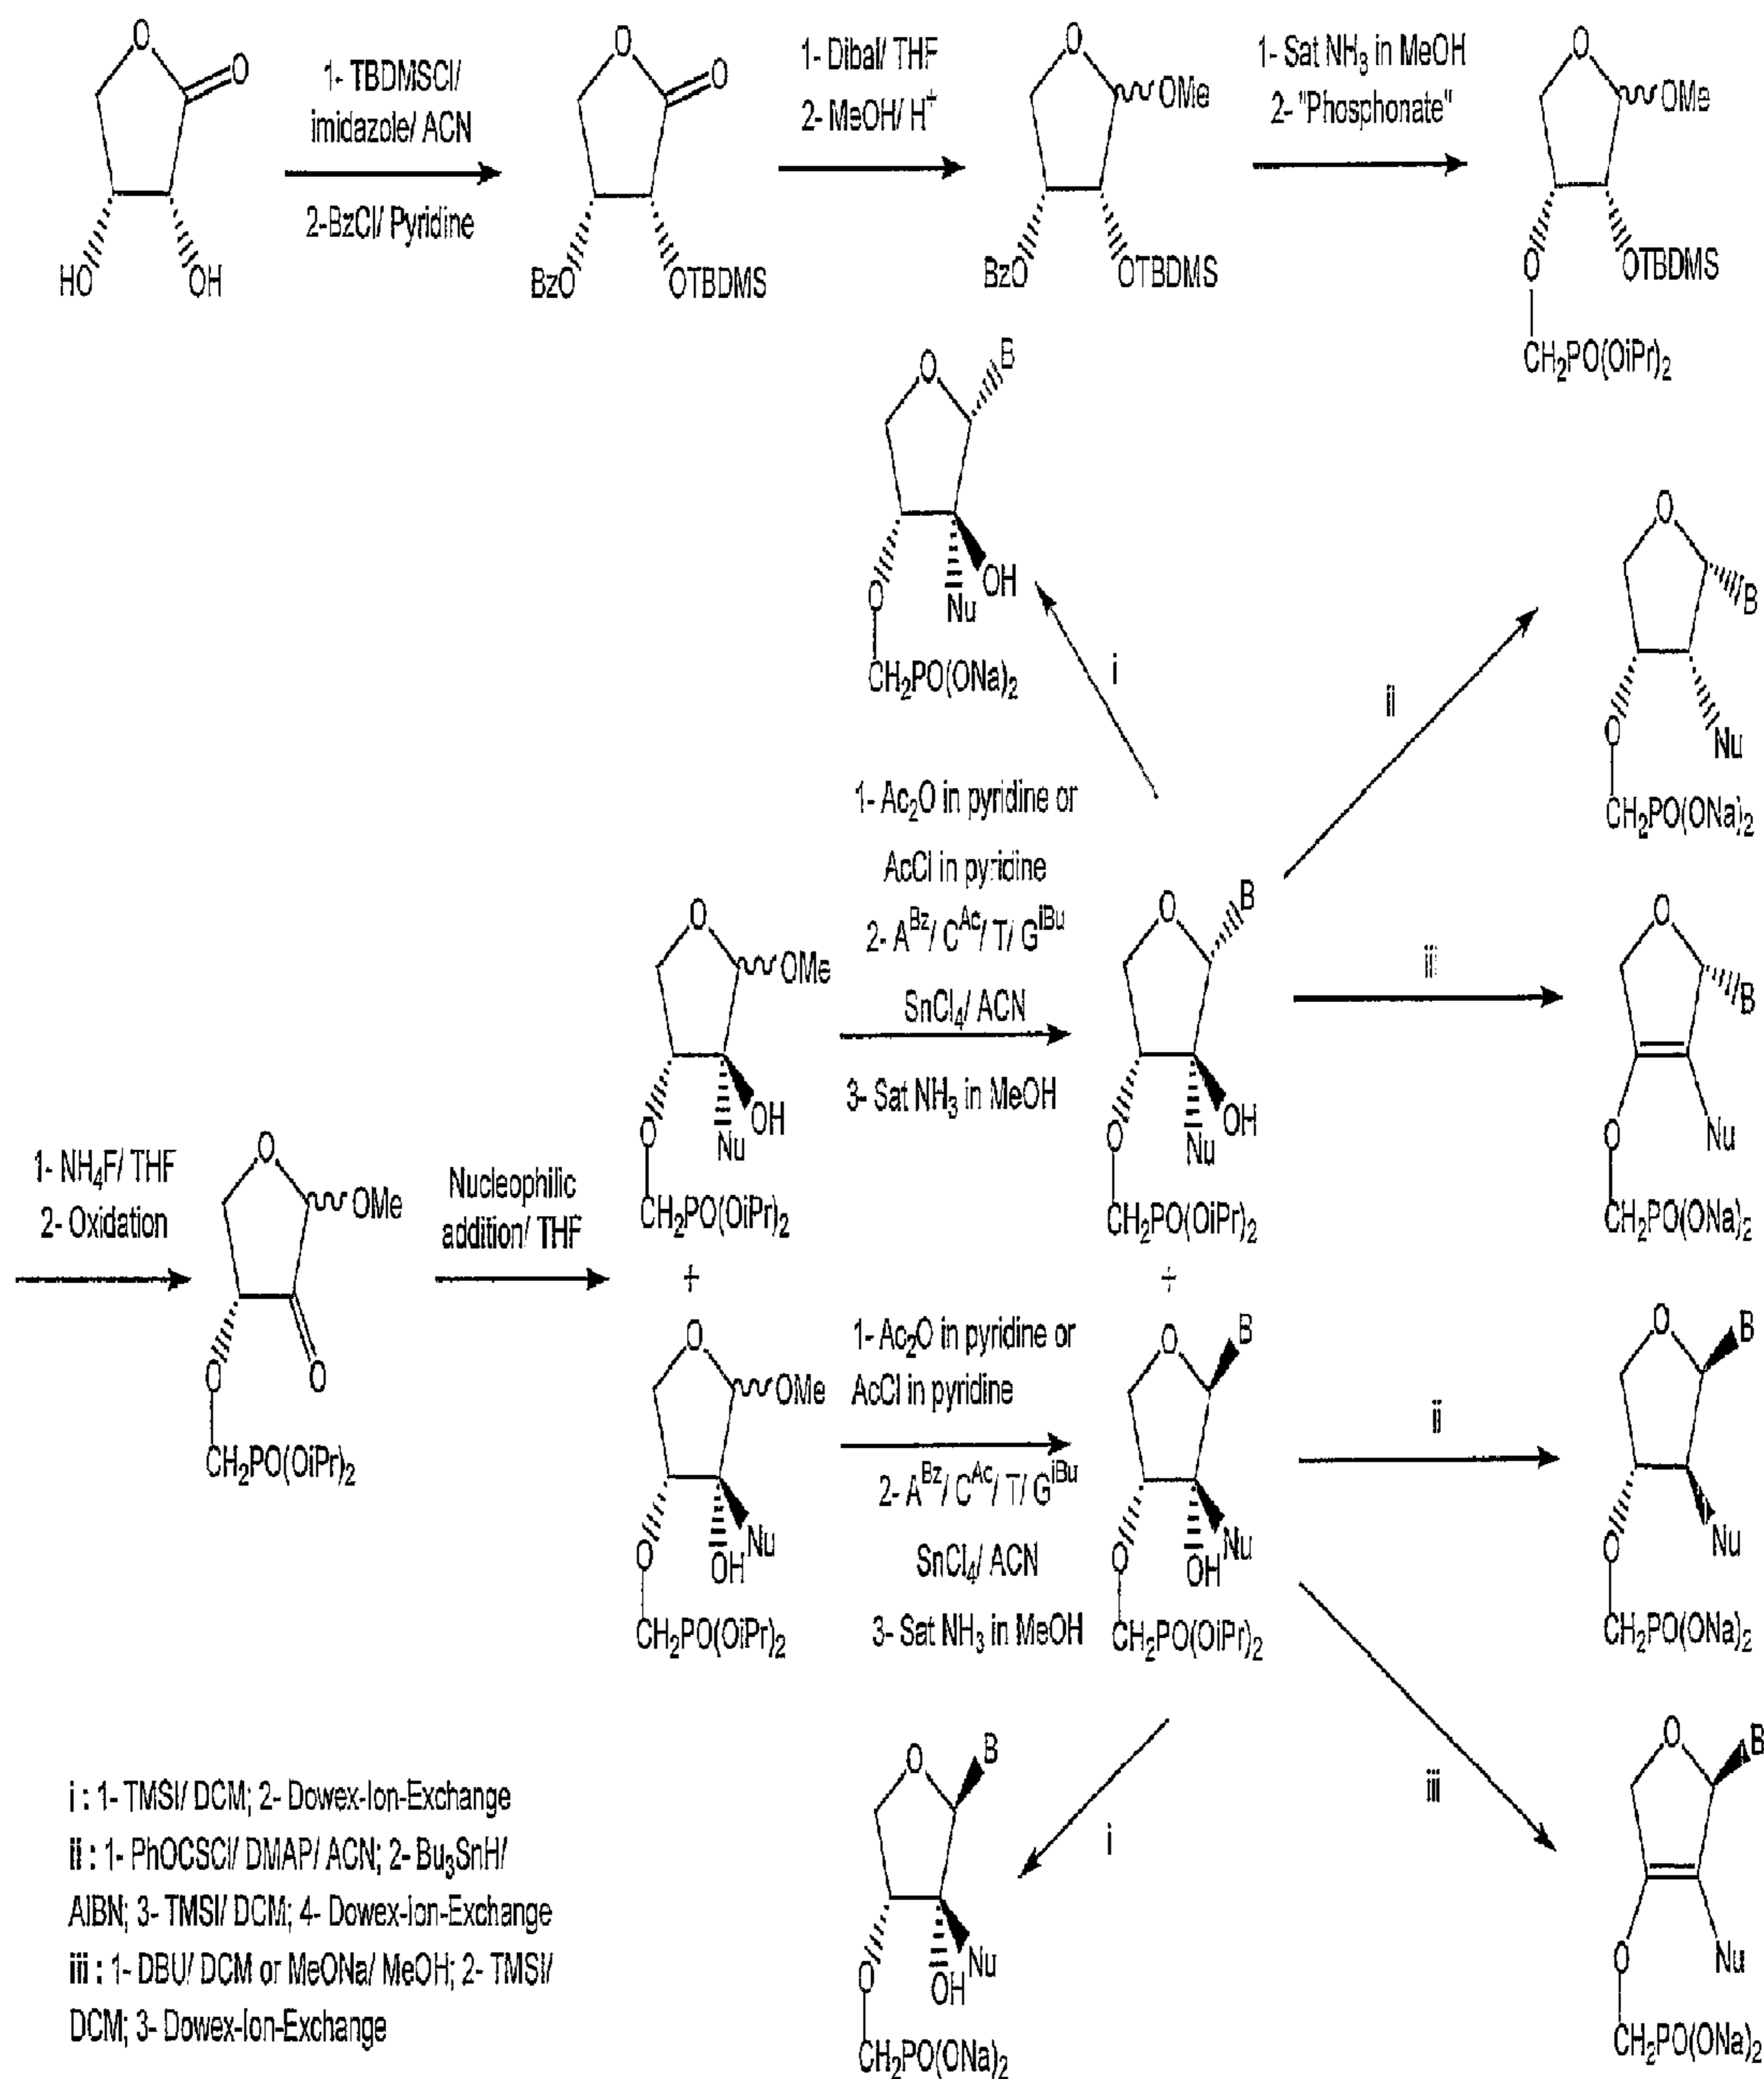 O
O
HO
OH
1- TBDMSCl/
imidazole/ ACN
2-BzCl/ Pyridine
O
O
BzO
OTBDMS
1- Dibal/ THF
2- MeOH/ H⁺
O
OMe
BzO
OTBDMS
1- Sat NH₃ in MeOH
2- "Phosphonate"
O
OMe
O
OTBDMS
CH₂PO(OiPr)₂
O
B
O
Nu
OH
CH₂PO(ONa)₂
i
ii
O
B
O
Nu
CH₂PO(ONa)₂
1- Ac₂O in pyridine or
AcCl in pyridine
2- Aᴮᶻ/ Cᴬᶜ/ T/ Gⁱᴮᵘ
SnCl₄/ ACN
3- Sat NH₃ in MeOH
O
OMe
O
Nu
OH
CH₂PO(OiPr)₂
+
O
B
O
Nu
OH
CH₂PO(OiPr)₂
+
O
B
O
Nu
CH₂PO(ONa)₂
1- NH₄F/ THF
2- Oxidation
O
OMe
O
O
CH₂PO(OiPr)₂
Nucleophilic
addition/ THF
O
OMe
O
OH
Nu
CH₂PO(OiPr)₂
1- Ac₂O in pyridine or
AcCl in pyridine
2- Aᴮᶻ/ Cᴬᶜ/ T/ Gⁱᴮᵘ
SnCl₄/ ACN
3- Sat NH₃ in MeOH
O
B
O
OH
Nu
CH₂PO(OiPr)₂
ii
O
B
O
Nu
CH₂PO(ONa)₂
iii
O
B
O
Nu
CH₂PO(ONa)₂
i
O
B
O
OH
Nu
CH₂PO(ONa)₂
i : 1- TMSI/ DCM; 2- Dowex-Ion-Exchange
ii : 1- PhOCSCl/ DMAP/ ACN; 2- Bu₃SnH/
AIBN; 3- TMSI/ DCM; 4- Dowex-Ion-Exchange
iii : 1- DBU/ DCM or MeONa/ MeOH; 2- TMSI/
DCM; 3- Dowex-Ion-Exchange